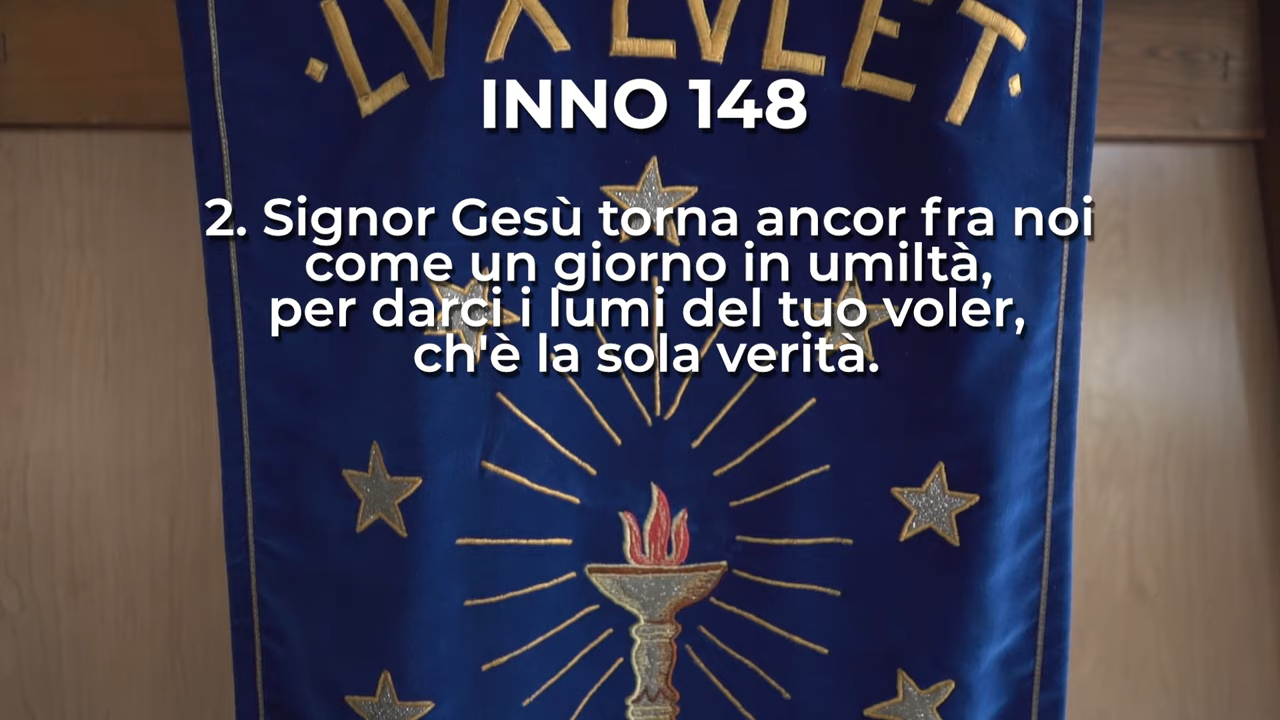 ·LVX LVCET·
INNO 148
2. Signor Gesù torna ancor fra noi
come un giorno in umiltà,
per darci i lumi del tuo voler,
ch'è la sola verità.